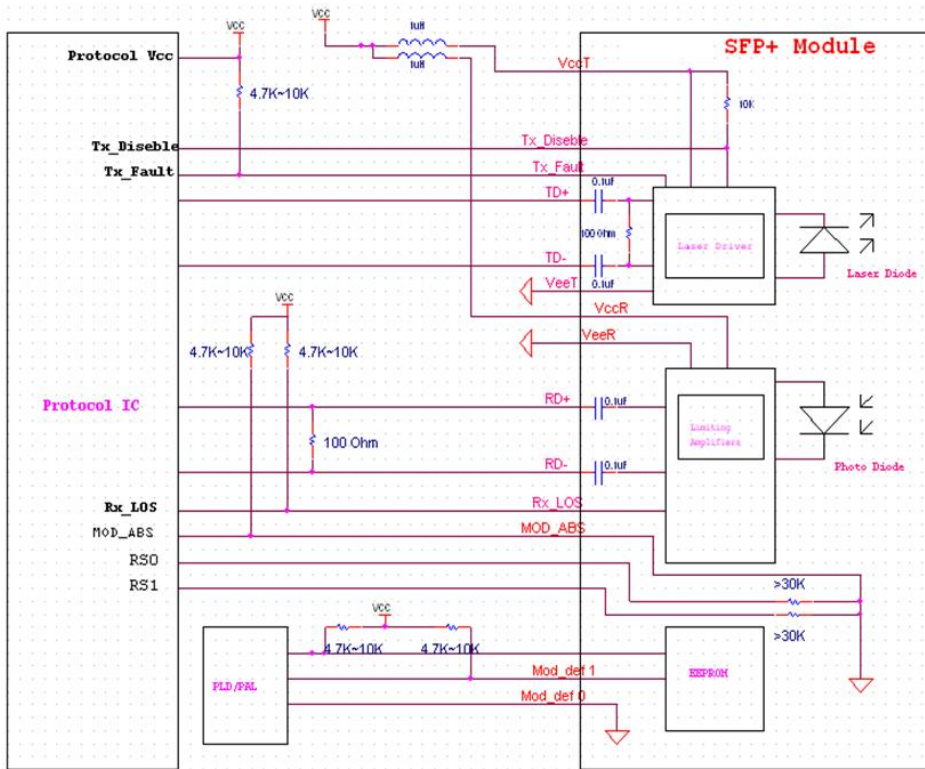 VCC
VCC
1uH
1uH
SFP+ Module
Protocol Vcc
VccT
4.7K~10K
10K
Tx_Diseble
Tx_Diseble
Tx_Fault
Tx_Fault
0.1uf
TD+
100 Ohm
Laser Driver
TD-
0.1uf
Laser Diode
VeeT
VCC
VccR
VeeR
4.7K~10K
4.7K~10K
Protocol IC
RD+
0.1uf
Limiting
Amplifiers
100 Ohm
RD-
0.1uf
Photo Diode
Rx_LOS
Rx_LOS
MOD_ABS
MOD_ABS
RS0
RS1
>30K
>30K
VCC
4.7K~10K
4.7K~10K
PLD/PAL
Mod_def 1
EEPROM
Mod_def 0